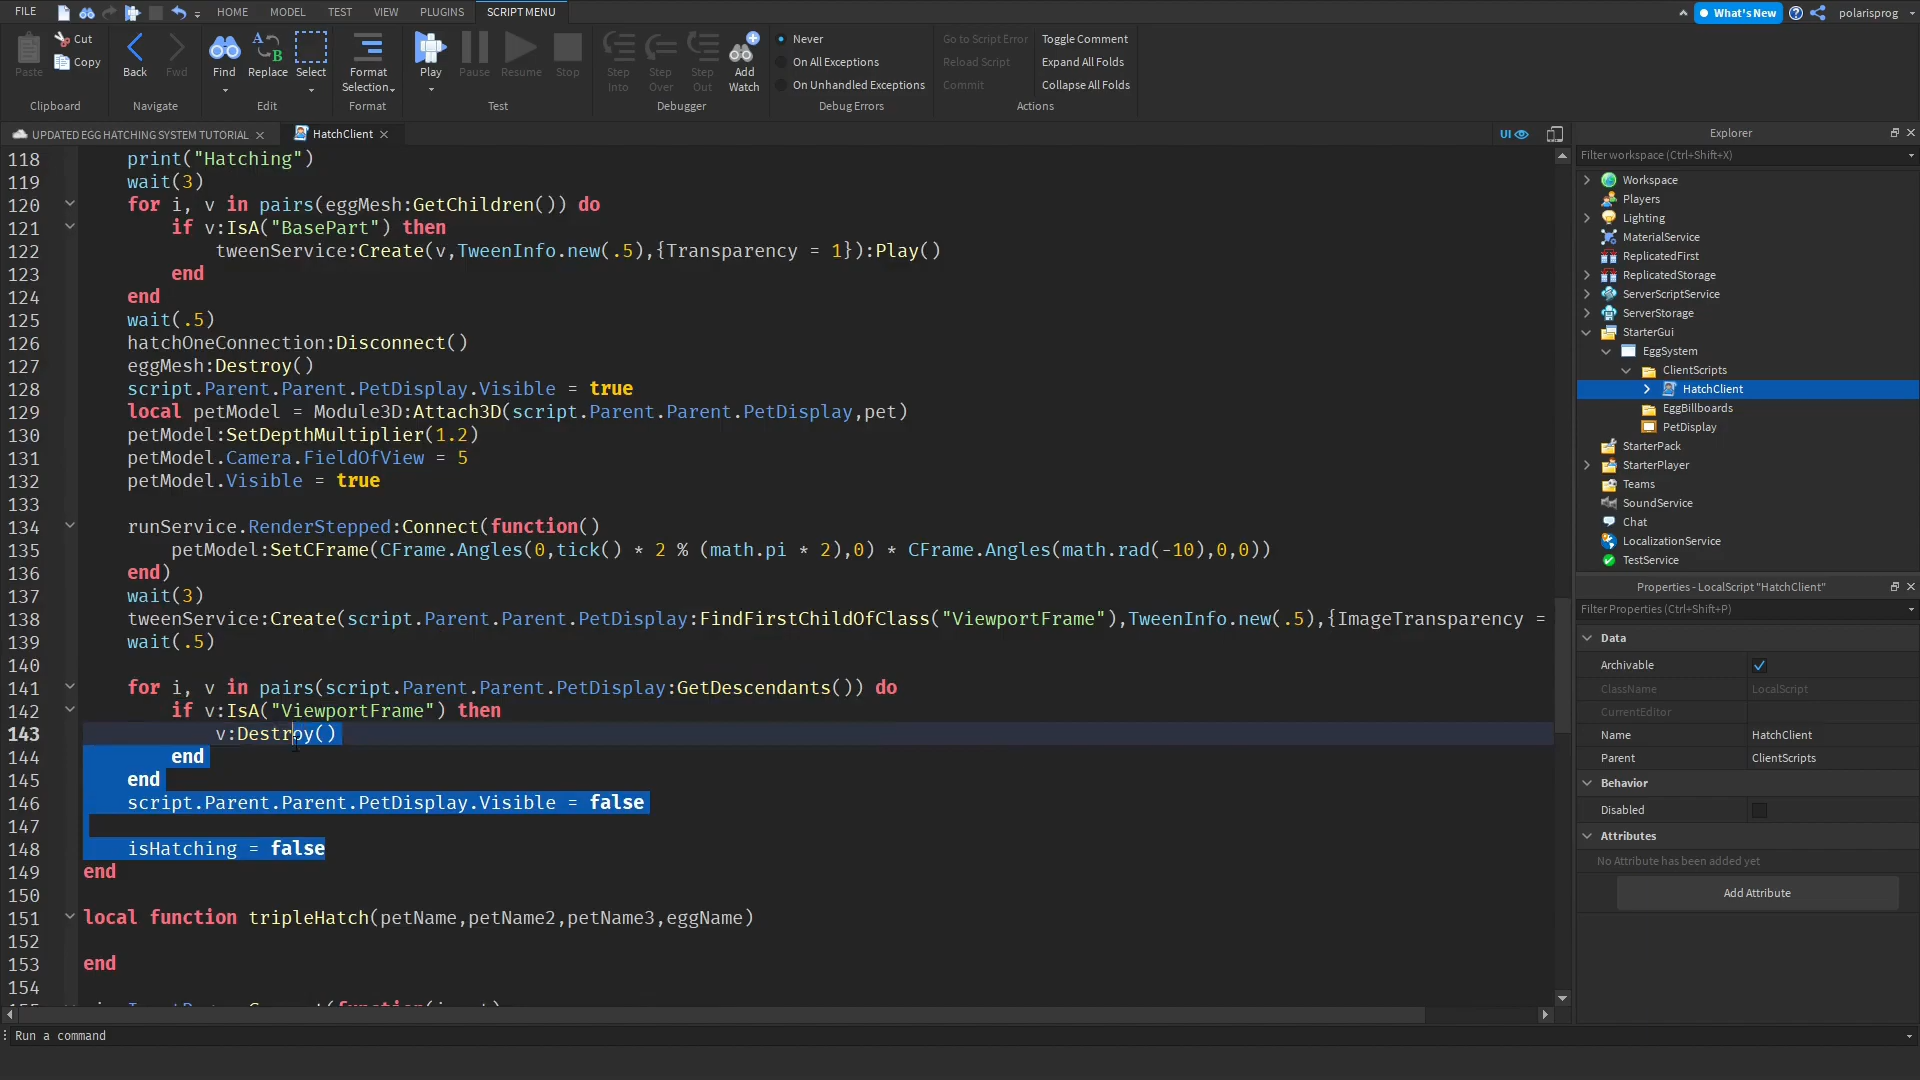 FILE
HOME
MODEL
TEST
VIEW
PLUGINS
SCRIPT MENU
What's New
polarisprog
Paste
Cut
Copy
Clipboard
Back
Fwd
Navigate
Find
Replace
Select
Edit
Format
Selection
Format
Play
Pause
Resume
Stop
Test
Step
Into
Step
Over
Step
Out
Add
Watch
Debugger
Never
On All Exceptions
On Unhandled Exceptions
Debug Errors
Go to Script Error
Reload Script
Commit
Toggle Comment
Expand All Folds
Collapse All Folds
Actions
UPDATED EGG HATCHING SYSTEM TUTORIAL
HatchClient
UI
118 print("Hatching")
119 wait(3)
120 for i, v in pairs(eggMesh:GetChildren()) do
121 if v:IsA("BasePart") then
122 tweenService:Create(v,TweenInfo.new(.5),{Transparency = 1}):Play()
123 end
124 end
125 wait(.5)
126 hatchOneConnection:Disconnect()
127 eggMesh:Destroy()
128 script.Parent.Parent.PetDisplay.Visible = true
129 local petModel = Module3D:Attach3D(script.Parent.Parent.PetDisplay,pet)
130 petModel:SetDepthMultiplier(1.2)
131 petModel.Camera.FieldOfView = 5
132 petModel.Visible = true
133
134 runService.RenderStepped:Connect(function()
135 petModel:SetCFrame(CFrame.Angles(0,tick() * 2 % (math.pi * 2),0) * CFrame.Angles(math.rad(-10),0,0))
136 end)
137 wait(3)
138 tweenService:Create(script.Parent.Parent.PetDisplay:FindFirstChildOfClass("ViewportFrame"),TweenInfo.new(.5),{ImageTransparency =
139 wait(.5)
140
141 for i, v in pairs(script.Parent.Parent.PetDisplay:GetDescendants()) do
142 if v:IsA("ViewportFrame") then
143 v:Destroy()
144 end
145 end
146 script.Parent.Parent.PetDisplay.Visible = false
147
148 isHatching = false
149 end
150
151 local function tripleHatch(petName,petName2,petName3,eggName)
152
153 end
154
Run a command
Explorer
Filter workspace (Ctrl+Shift+X)
Workspace
Players
Lighting
MaterialService
ReplicatedFirst
ReplicatedStorage
ServerScriptService
ServerStorage
StarterGui
EggSystem
ClientScripts
HatchClient
EggBillboards
PetDisplay
StarterPack
StarterPlayer
Teams
SoundService
Chat
LocalizationService
TestService
Properties - LocalScript "HatchClient"
Filter Properties (Ctrl+Shift+P)
Data
Archivable
ClassName LocalScript
CurrentEditor
Name HatchClient
Parent ClientScripts
Behavior
Disabled
Attributes
No Attribute has been added yet
Add Attribute